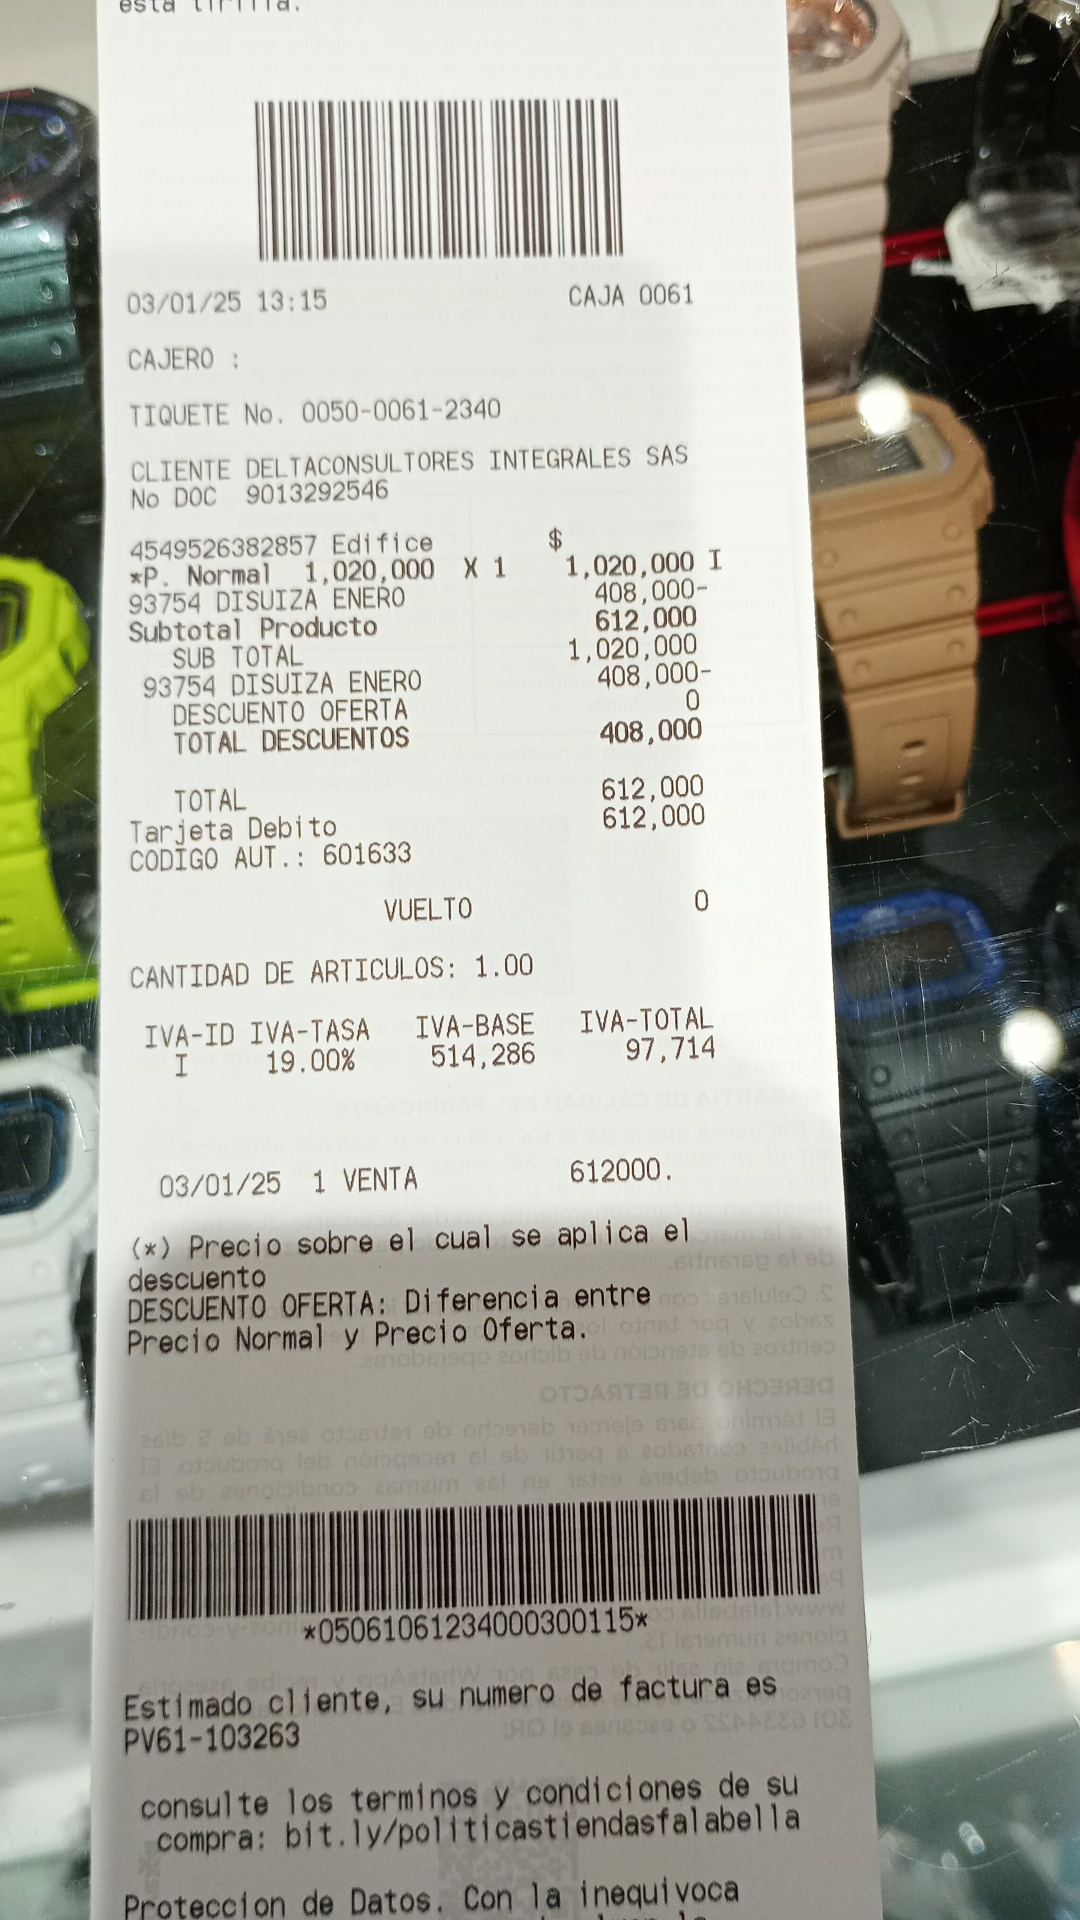 esta tirilla.
03/01/25 13:15 CAJA 0061
CAJERO :
TIQUETE No. 0050-0061-2340
CLIENTE DELTACONSULTORES INTEGRALES SAS
No DOC 9013292546
4549526382857 Edifice $
*P. Normal 1,020,000 X 1 1,020,000 I
93754 DISUIZA ENERO 408,000-
Subtotal Producto 612,000
SUB TOTAL 1,020,000
93754 DISUIZA ENERO 408,000-
DESCUENTO OFERTA 0
TOTAL DESCUENTOS 408,000
TOTAL 612,000
Tarjeta Debito 612,000
CODIGO AUT.: 601633
VUELTO 0
CANTIDAD DE ARTICULOS: 1.00
IVA-ID IVA-TASA IVA-BASE IVA-TOTAL
I 19.00% 514,286 97,714
03/01/25 1 VENTA 612000.
(*) Precio sobre el cual se aplica el
descuento
DESCUENTO OFERTA: Diferencia entre
Precio Normal y Precio Oferta.
*050610612340003001​15*
Estimado cliente, su numero de factura es
PV61-103263
consulte los terminos y condiciones de su
compra: bit.ly/politicastiendasfalabella
Proteccion de Datos. Con la inequivoca